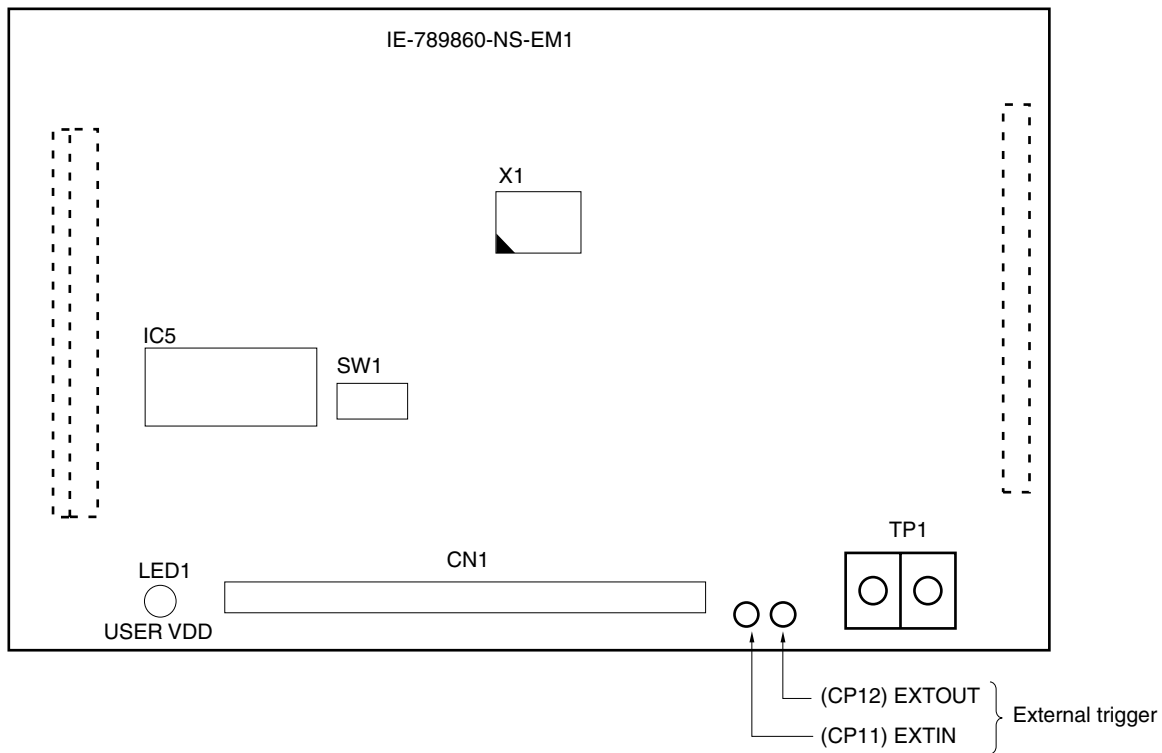 IE-789860-NS-EM1
X1
IC5
SW1
TP1
CN1
LED1
USER VDD
(CP12) EXTOUT
(CP11) EXTIN
External trigger